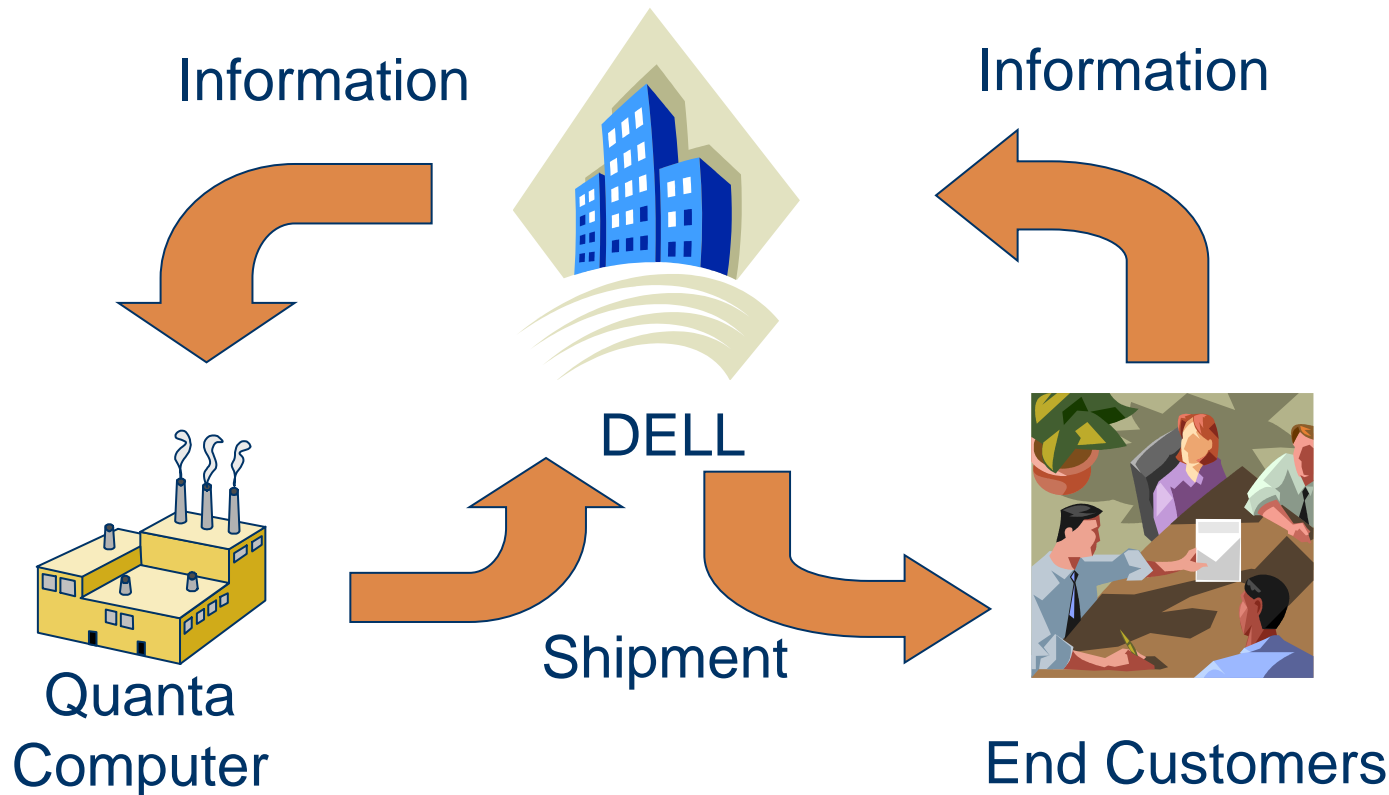 Information
Information
DELL
Shipment
Quanta
Computer
End Customers